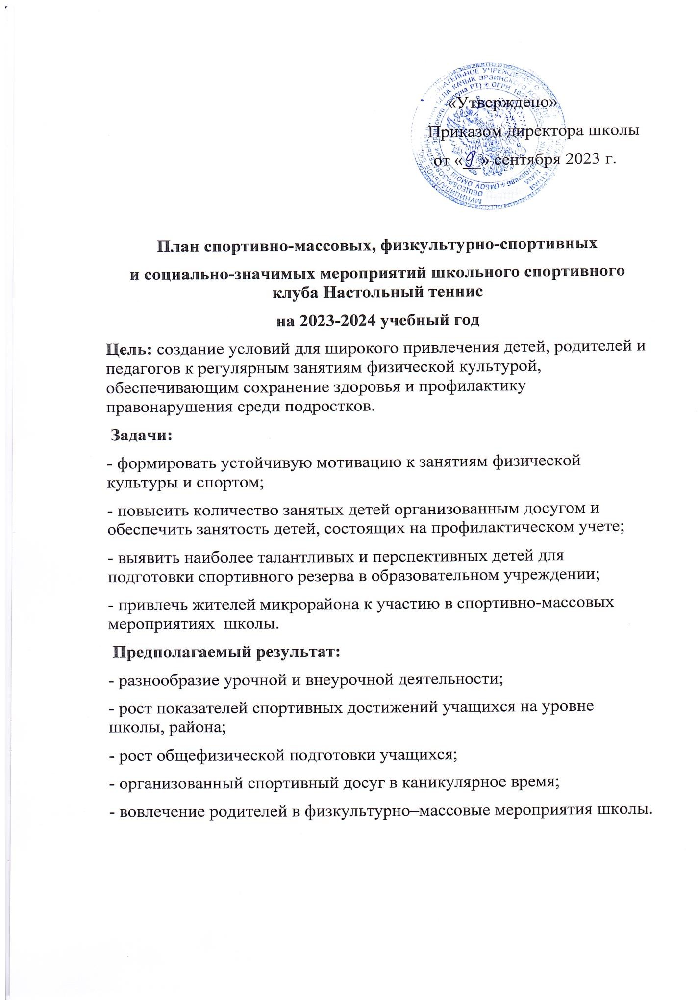 «Утверждено»
Приказом директора школы
от «9» сентября 2023 г.
План спортивно-массовых, физкультурно-спортивных
и социально-значимых мероприятий школьного спортивного
клуба Настольный теннис
на 2023-2024 учебный год
Цель: создание условий для широкого привлечения детей, родителей и
педагогов к регулярным занятиям физической культурой,
обеспечивающим сохранение здоровья и профилактику
правонарушения среди подростков.
Задачи:
- формировать устойчивую мотивацию к занятиям физической
культуры и спортом;
- повысить количество занятых детей организованным досугом и
обеспечить занятость детей, состоящих на профилактическом учете;
- выявить наиболее талантливых и перспективных детей для
подготовки спортивного резерва в образовательном учреждении;
- привлечь жителей микрорайона к участию в спортивно-массовых
мероприятиях школы.
Предполагаемый результат:
- разнообразие урочной и внеурочной деятельности;
- рост показателей спортивных достижений учащихся на уровне
школы, района;
- рост общефизической подготовки учащихся;
- организованный спортивный досуг в каникулярное время;
- вовлечение родителей в физкультурно–массовые мероприятия школы.